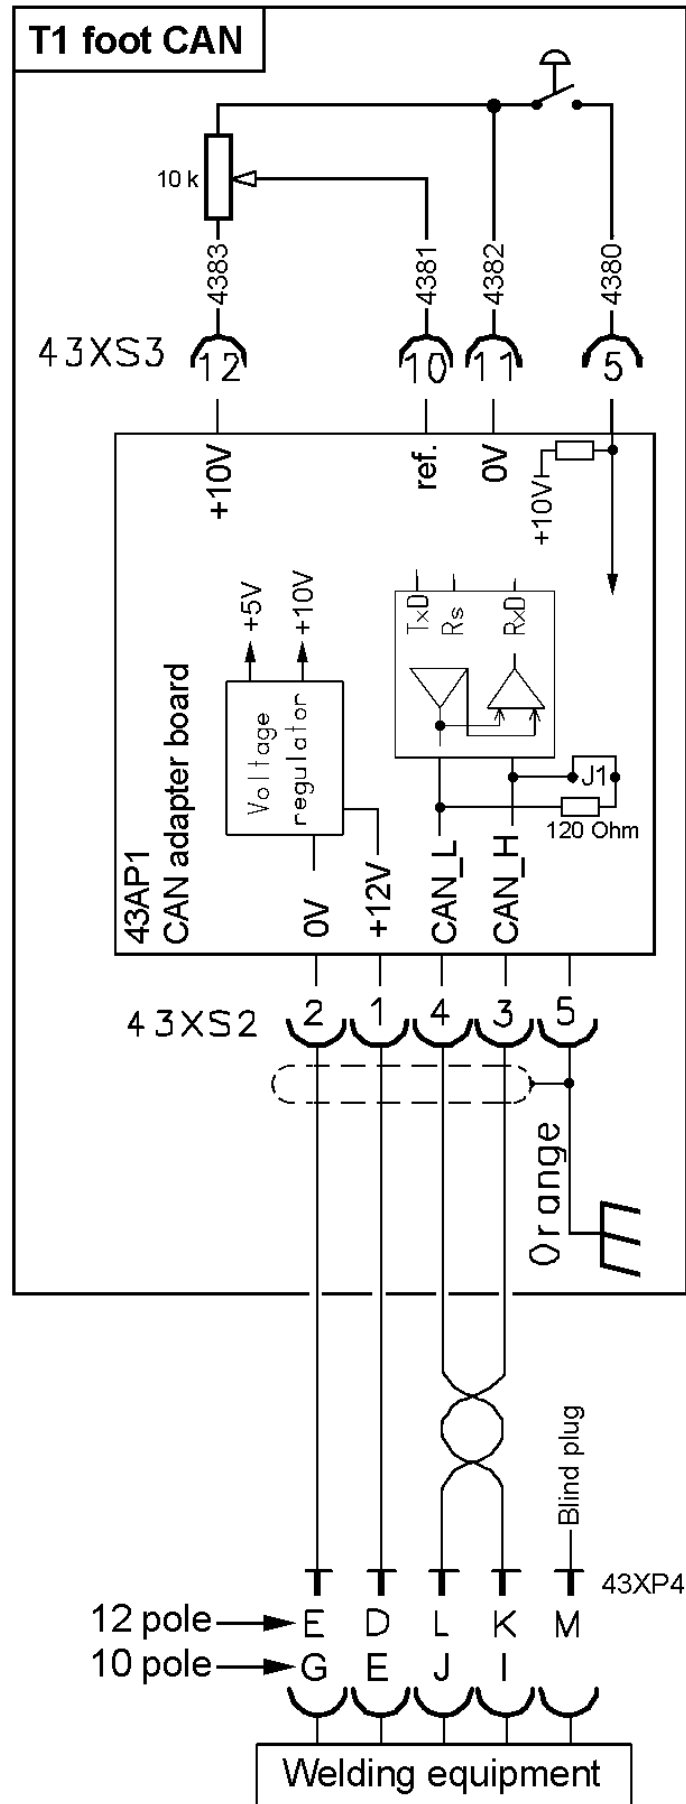 T1 foot CAN
10 k
4383
4381
4382
4380
43XS3
12
10
11
5
+10V
ref.
0V
+10V
+5V
+10V
TxD
Rs
RxD
Voltage
regulator
J1
120 Ohm
43AP1
CAN adapter board
0V
+12V
CAN_L
CAN_H
43XS2
2
1
4
3
5
Orange
Blind plug
43XP4
12 pole E D L K M
10 pole G E J I
Welding equipment